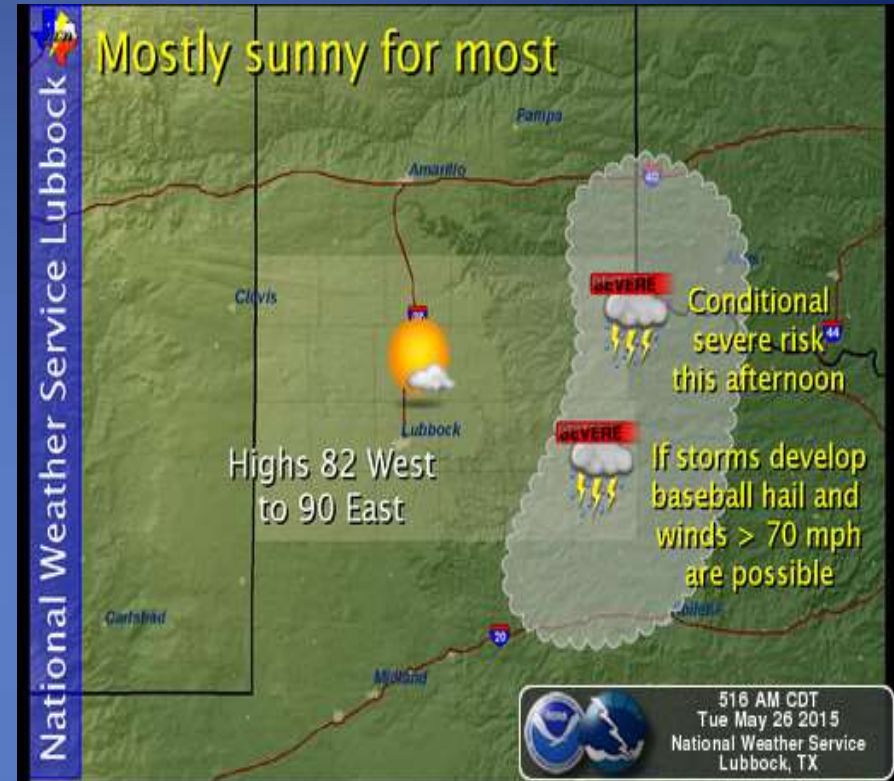 National Weather Service Lubbock
Mostly sunny for most
Pampa
Amarillo
40
Clovis
SEVERE
Conditional
severe risk
this afternoon
44
Lubbock
Highs 82 West
to 90 East
SEVERE
If storms develop
baseball hail and
winds > 70 mph
are possible
Carlsbad
20
Midland
516 AM CDT
Tue May 26 2015
National Weather Service
Lubbock, TX